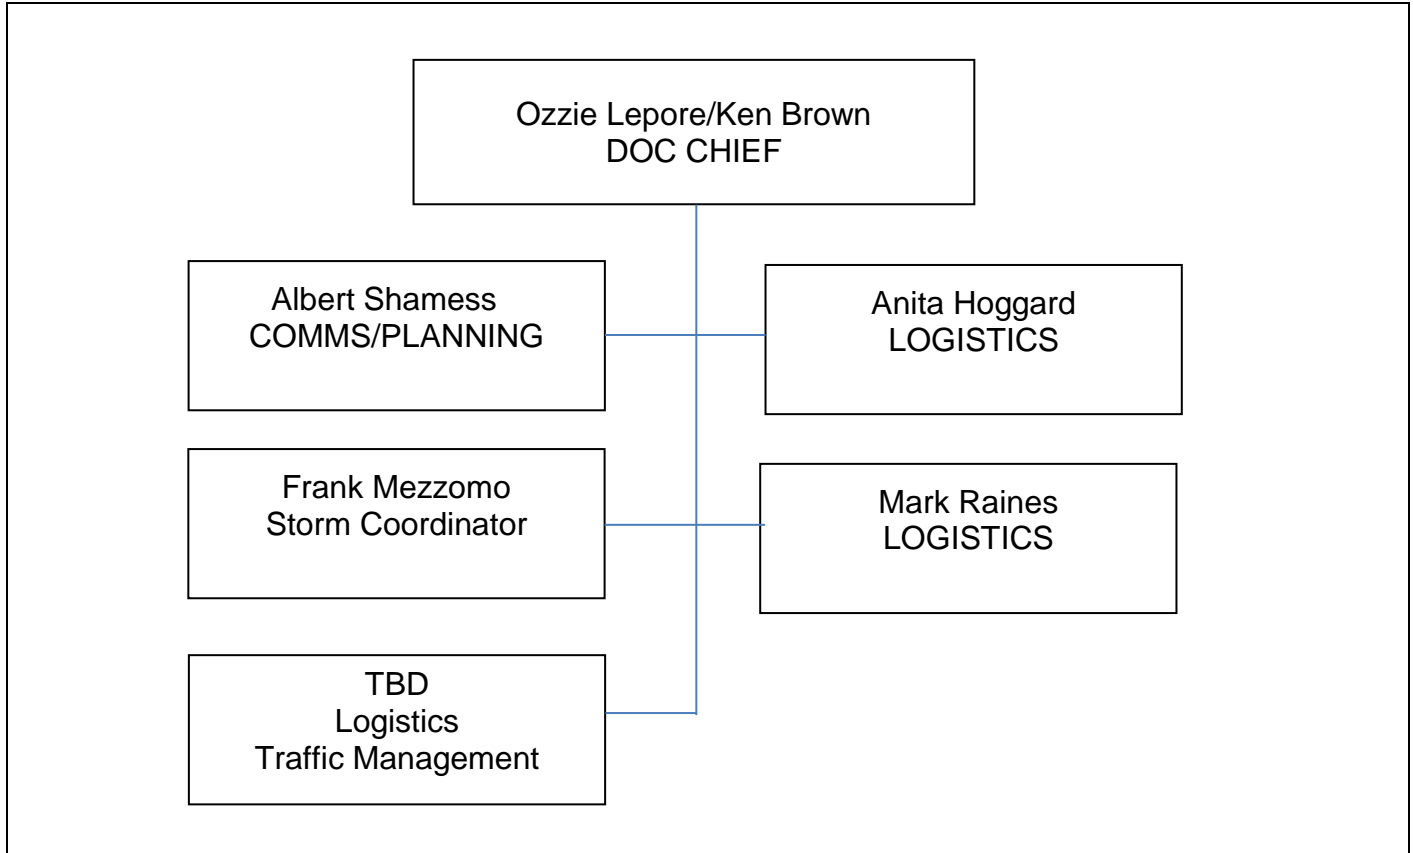 Ozzie Lepore/Ken Brown
DOC CHIEF
Albert Shamess
COMMS/PLANNING
Anita Hoggard
LOGISTICS
Frank Mezzomo
Storm Coordinator
Mark Raines
LOGISTICS
TBD
Logistics
Traffic Management